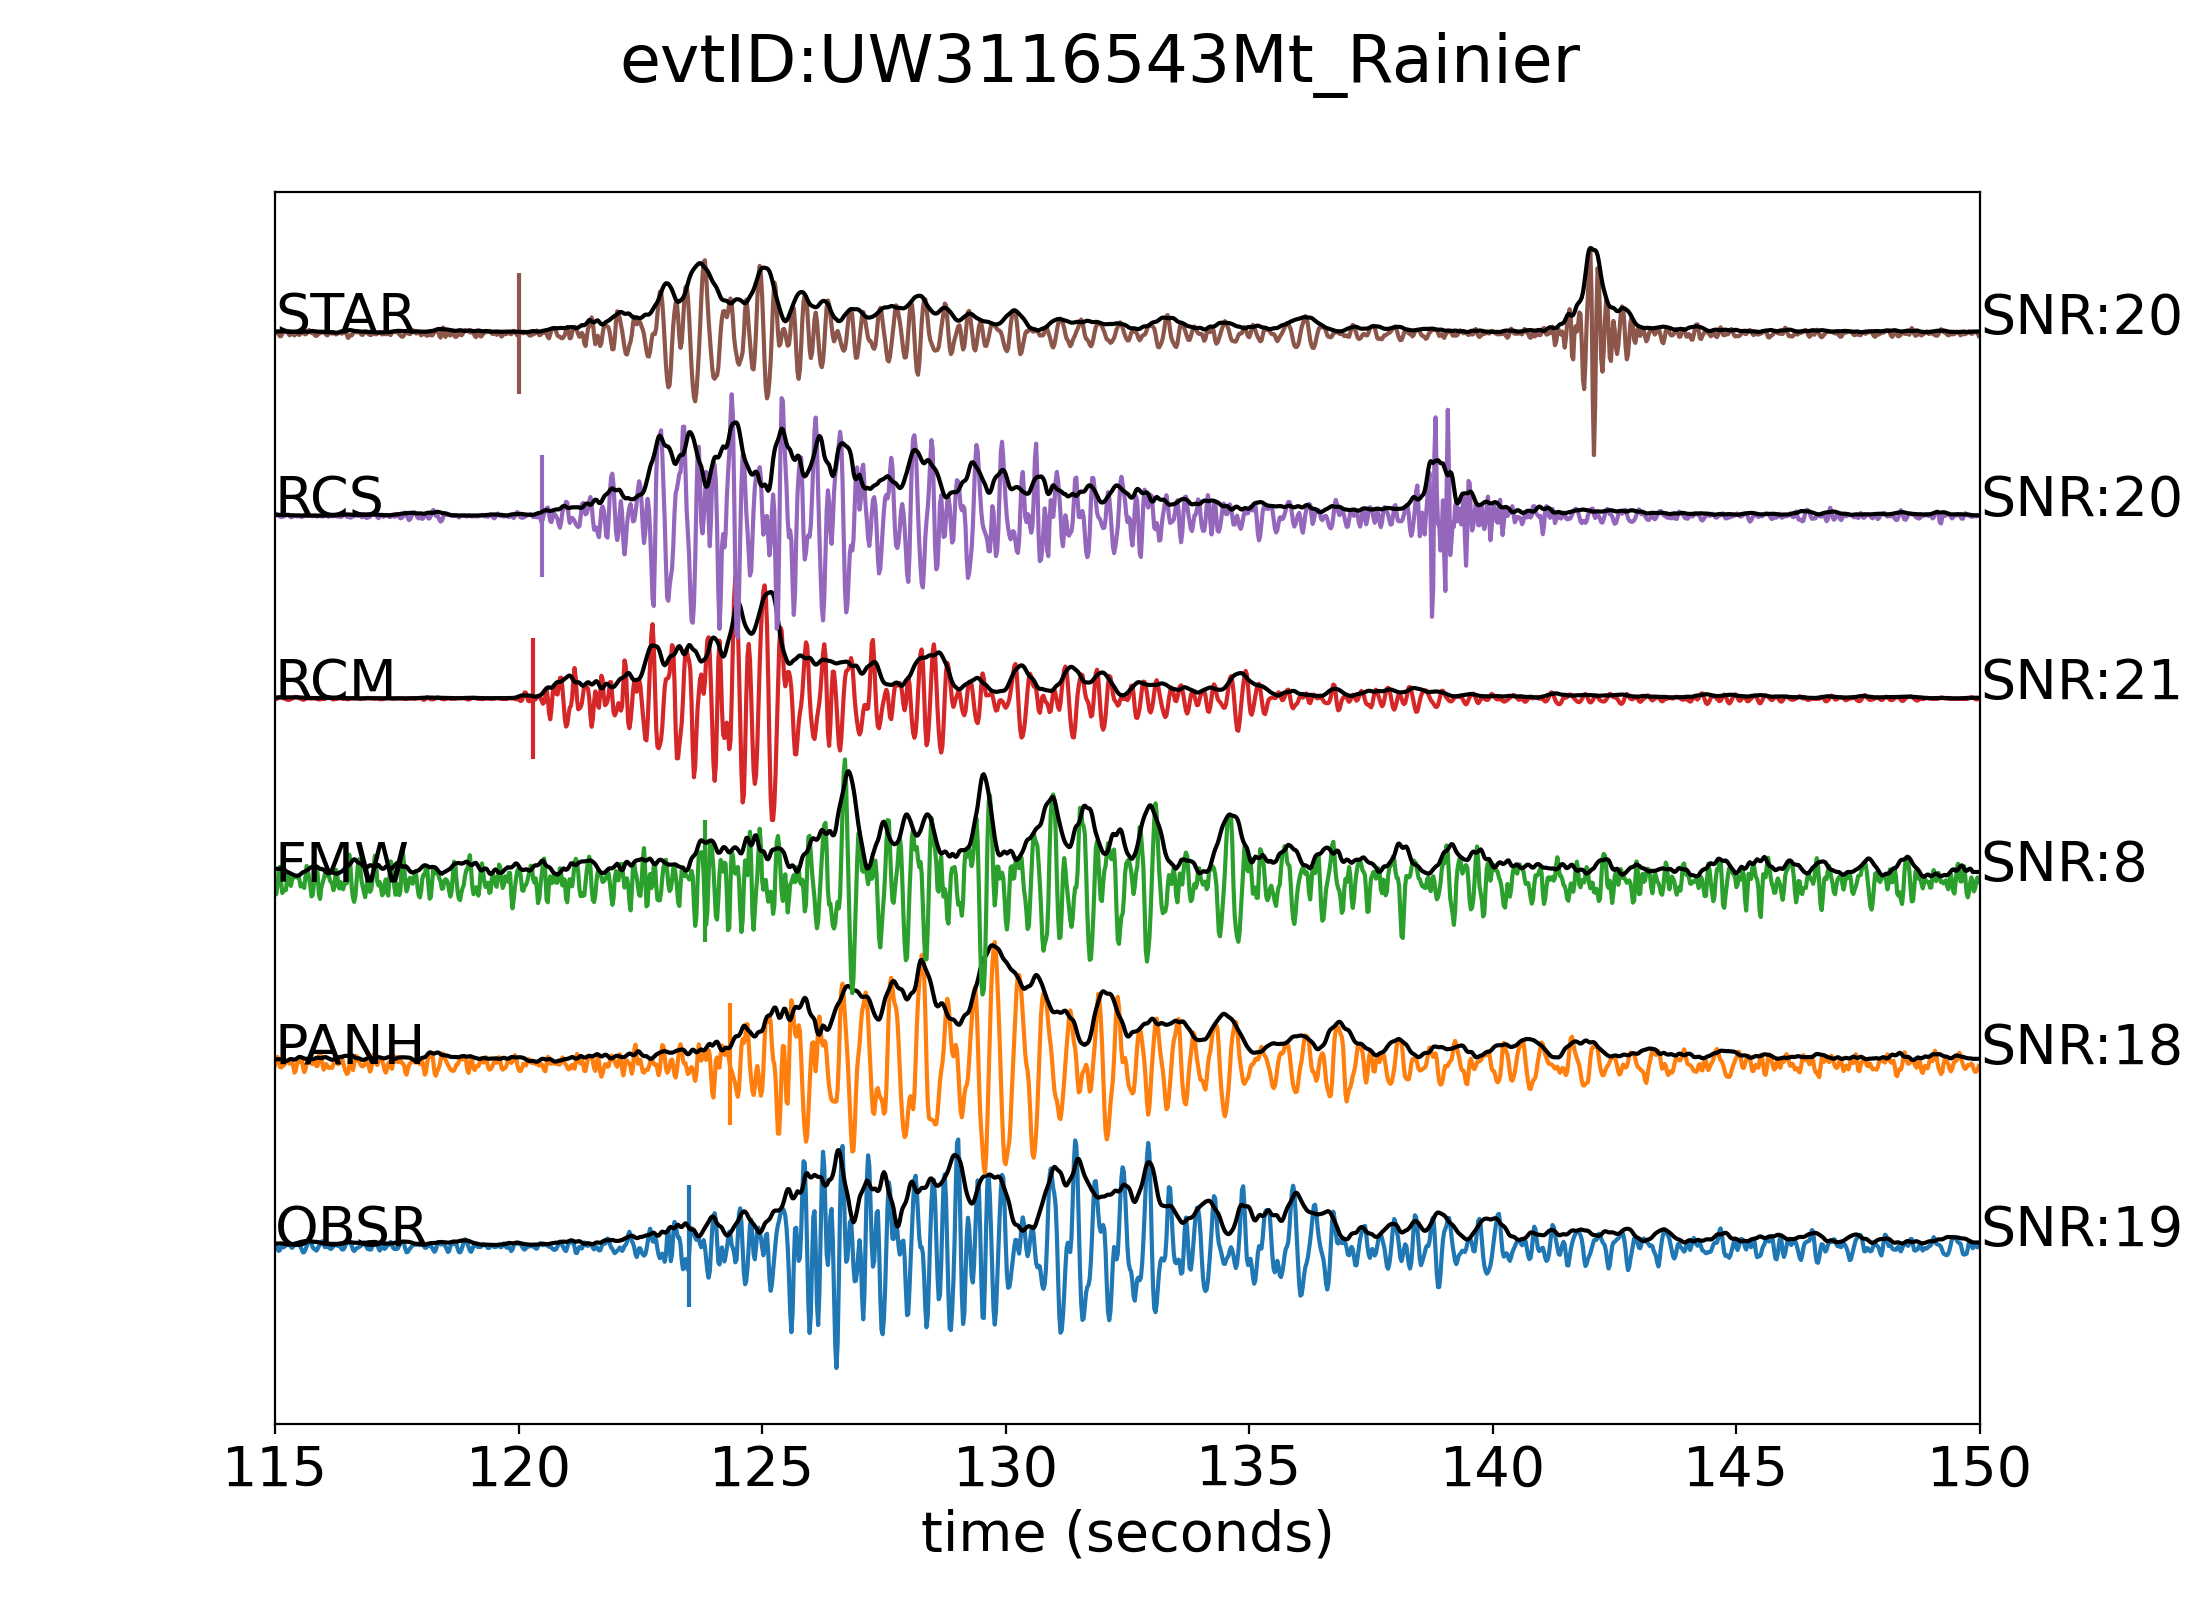 evtID:UW3116543Mt_Rainier
STAR SNR:20
RCS SNR:20
RCM SNR:21
FMW SNR:8
PANH SNR:18
OBSR SNR:19
115 120 125 130 135 140 145 150
time (seconds)